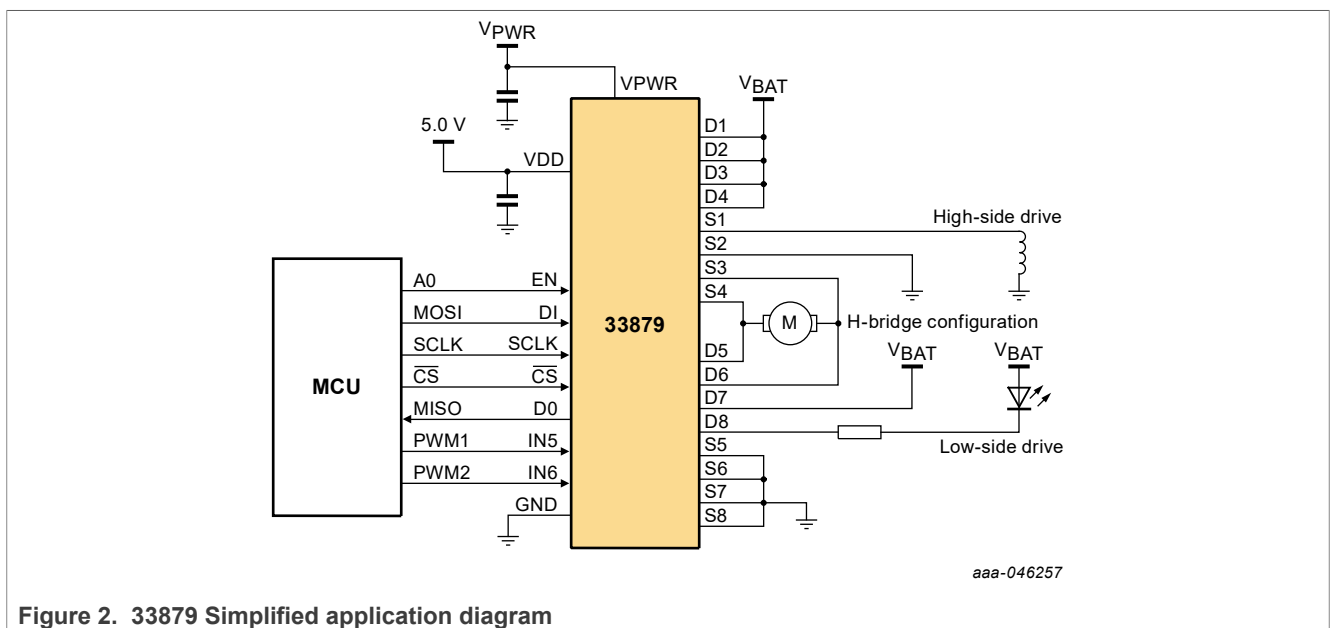 VPWR
VPWR
VBAT
5.0 V
VDD
D1
D2
D3
D4
S1
High-side drive
S2
S3
S4
A0
EN
MOSI
DI
33879
M
H-bridge configuration
SCLK
SCLK
D5
VBAT
VBAT
MCU
CS
CS
D6
D7
MISO
D0
D8
Low-side drive
PWM1
IN5
S5
PWM2
IN6
S6
GND
S7
S8
aaa-046257
Figure 2. 33879 Simplified application diagram